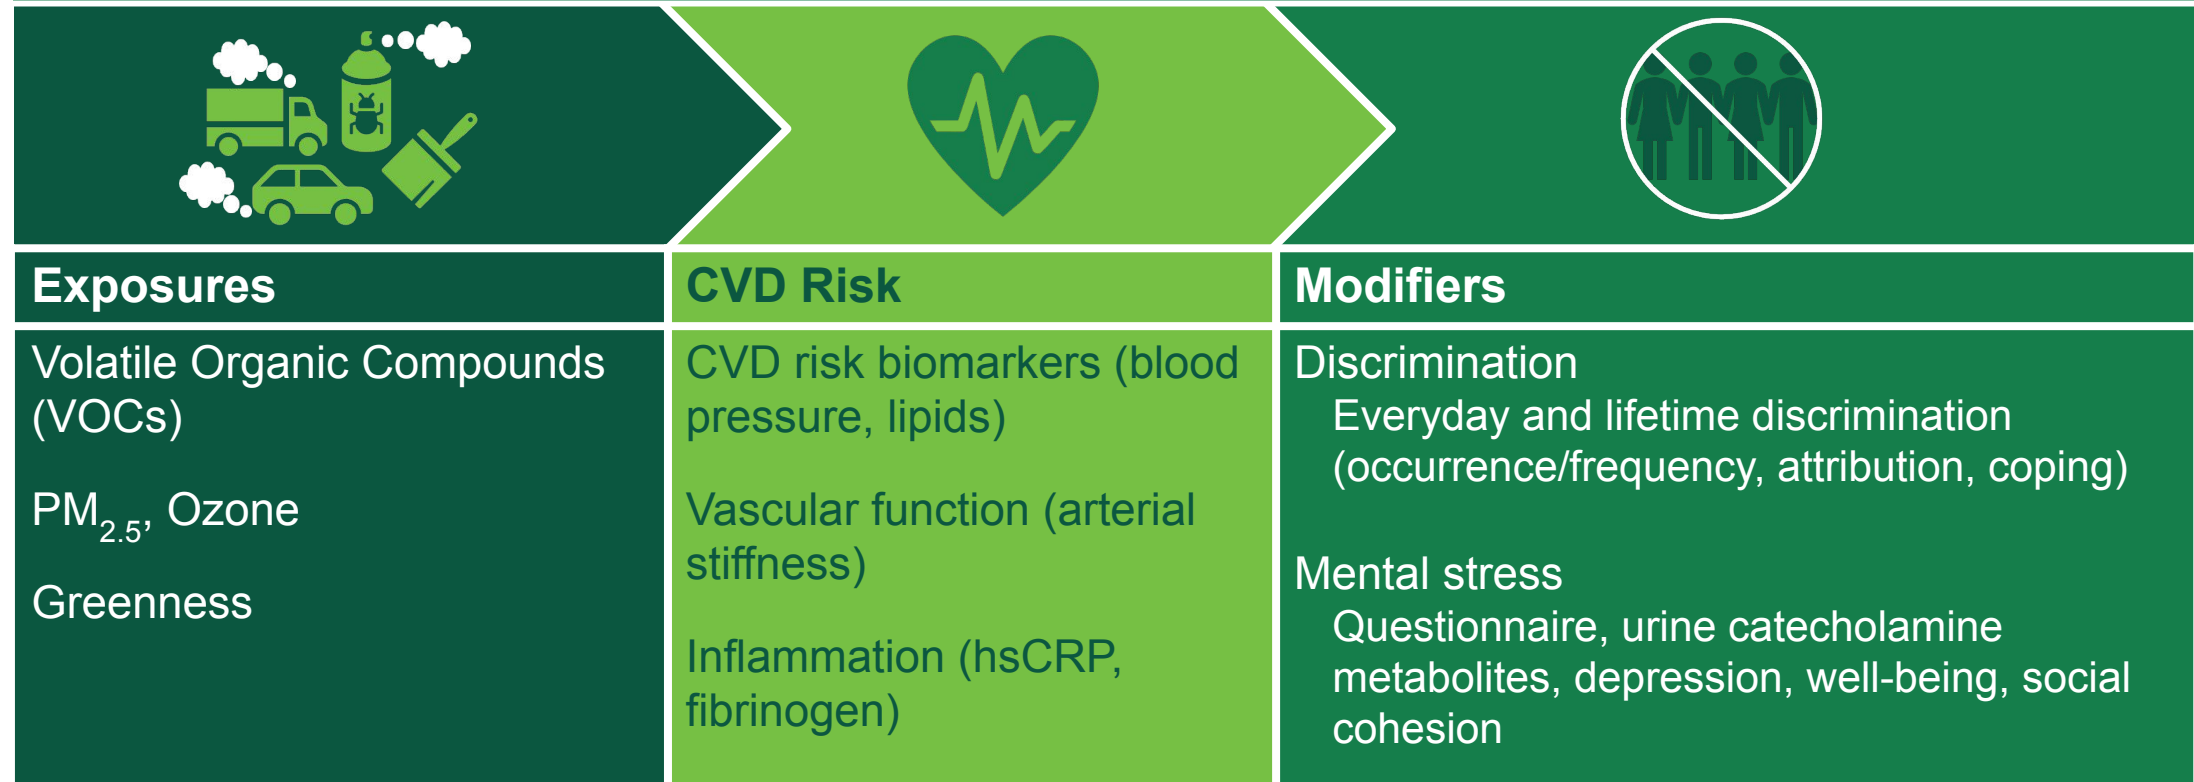 Exposures
Volatile Organic Compounds
(VOCs)
PM2.5, Ozone
Greenness
CVD Risk
CVD risk biomarkers (blood
pressure, lipids)
Vascular function (arterial
stiffness)
Inflammation (hsCRP,
fibrinogen)
Modifiers
Discrimination
Everyday and lifetime discrimination
(occurrence/frequency, attribution, coping)
Mental stress
Questionnaire, urine catecholamine
metabolites, depression, well-being, social
cohesion